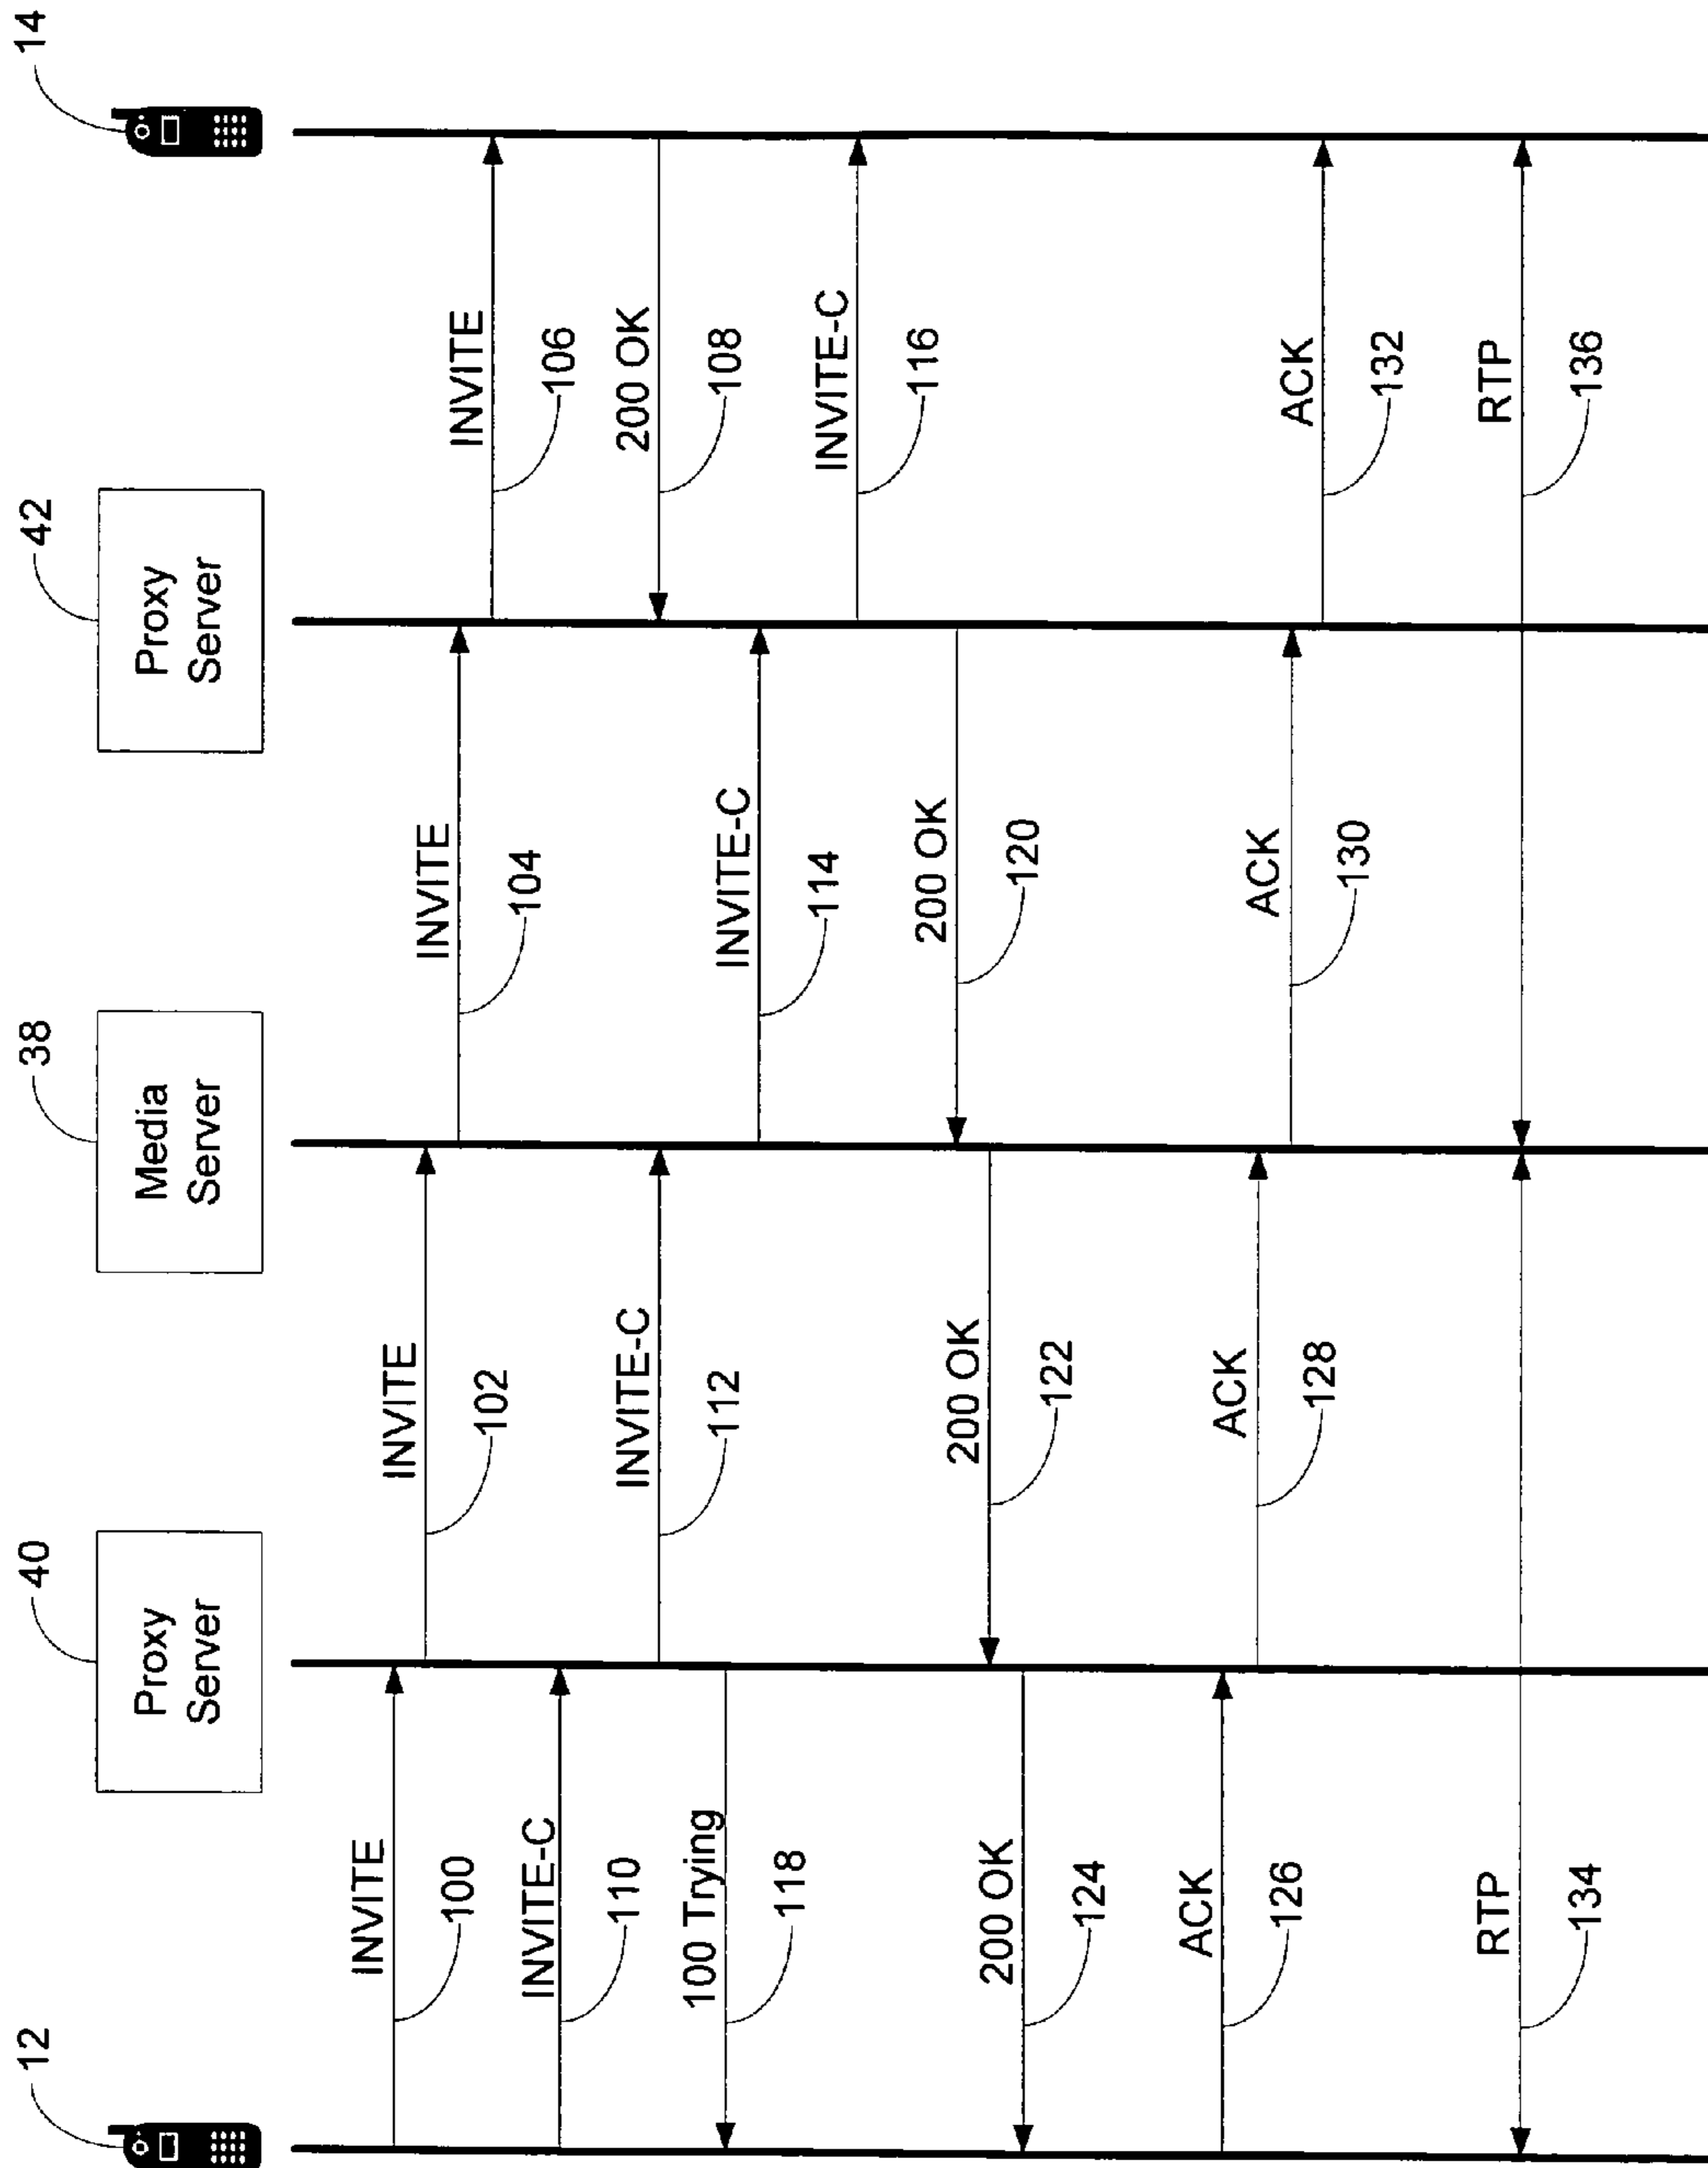 12
40
38
42
14
Proxy
Server
Media
Server
Proxy
Server
INVITE
100
INVITE
102
INVITE
104
INVITE
106
INVITE-C
110
200 OK
108
INVITE-C
112
100 Trying
118
INVITE-C
114
INVITE-C
116
200 OK
120
200 OK
122
200 OK
124
ACK
126
ACK
128
ACK
130
ACK
132
RTP
134
RTP
136